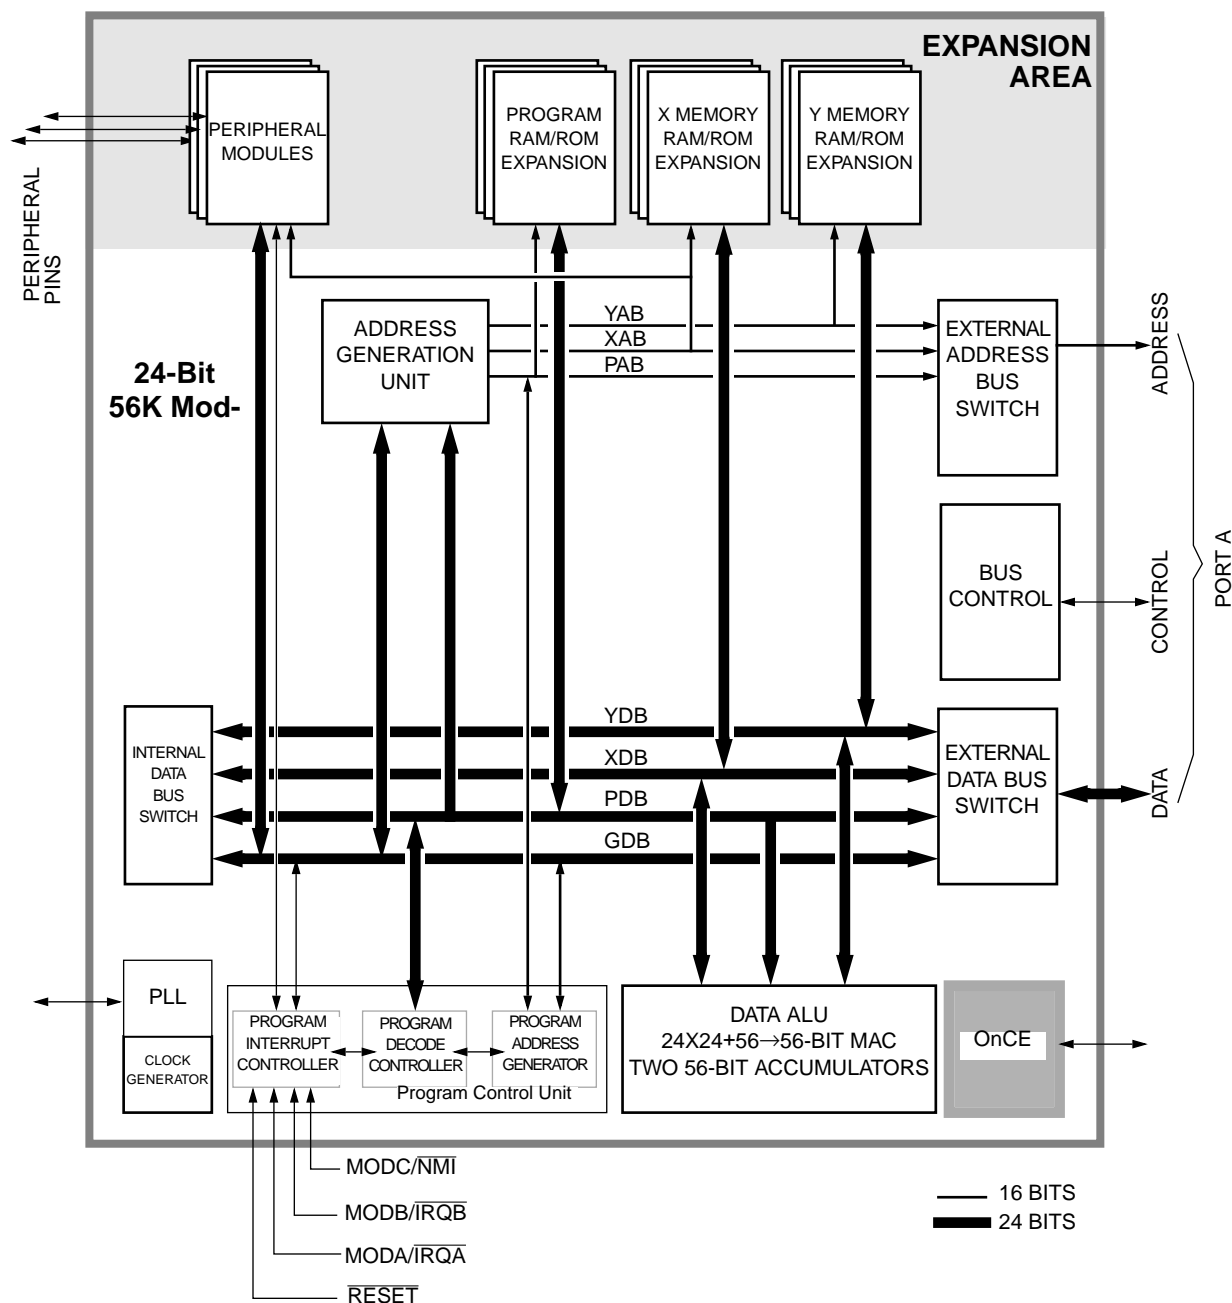 EXPANSION
AREA
PERIPHERAL
MODULES
PROGRAM
RAM/ROM
EXPANSION
X MEMORY
RAM/ROM
EXPANSION
Y MEMORY
RAM/ROM
EXPANSION
PERIPHERAL
PINS
24-Bit
56K Mod-
ADDRESS
GENERATION
UNIT
YAB
XAB
PAB
EXTERNAL
ADDRESS
BUS
SWITCH
ADDRESS
BUS
CONTROL
CONTROL
PORT A
INTERNAL
DATA
BUS
SWITCH
YDB
XDB
PDB
GDB
EXTERNAL
DATA BUS
SWITCH
DATA
PLL
CLOCK
GENERATOR
PROGRAM
INTERRUPT
CONTROLLER
PROGRAM
DECODE
CONTROLLER
PROGRAM
ADDRESS
GENERATOR
Program Control Unit
DATA ALU
24X24+56→56-BIT MAC
TWO 56-BIT ACCUMULATORS
OnCE
MODC/N̅M̅I̅
MODB/I̅R̅Q̅B̅
MODA/I̅R̅Q̅A̅
R̅E̅S̅E̅T̅
16 BITS
24 BITS